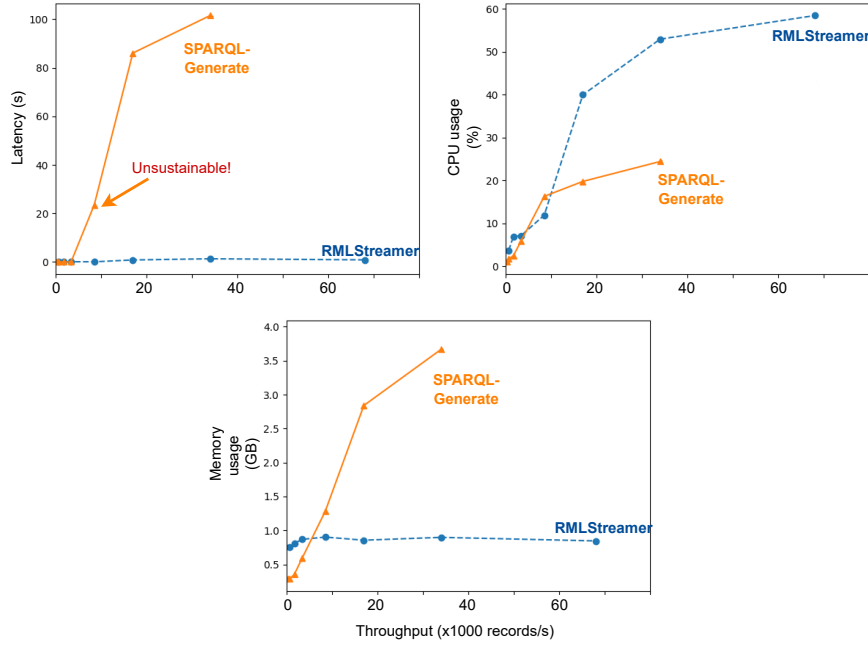 100
80
60
40
20
0
Latency (s)
SPARQL-
Generate
Unsustainable!
RMLStreamer
0
20
40
60
60
50
40
30
20
10
0
CPU usage
(%)
RMLStreamer
SPARQL-
Generate
0
20
40
60
4.0
3.5
3.0
2.5
2.0
1.5
1.0
0.5
Memory
usage
(GB)
SPARQL-
Generate
RMLStreamer
0
20
40
60
Throughput (x1000 records/s)